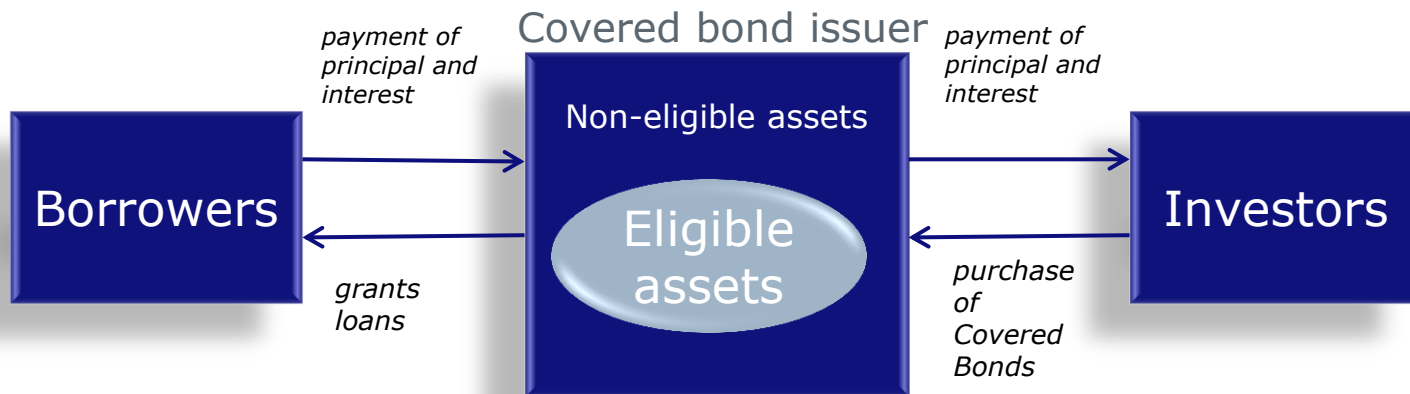 Covered bond issuer
payment of
principal and
interest
payment of
principal and
interest
Non-eligible assets
Borrowers
Eligible
assets
Investors
grants
loans
purchase
of
Covered
Bonds